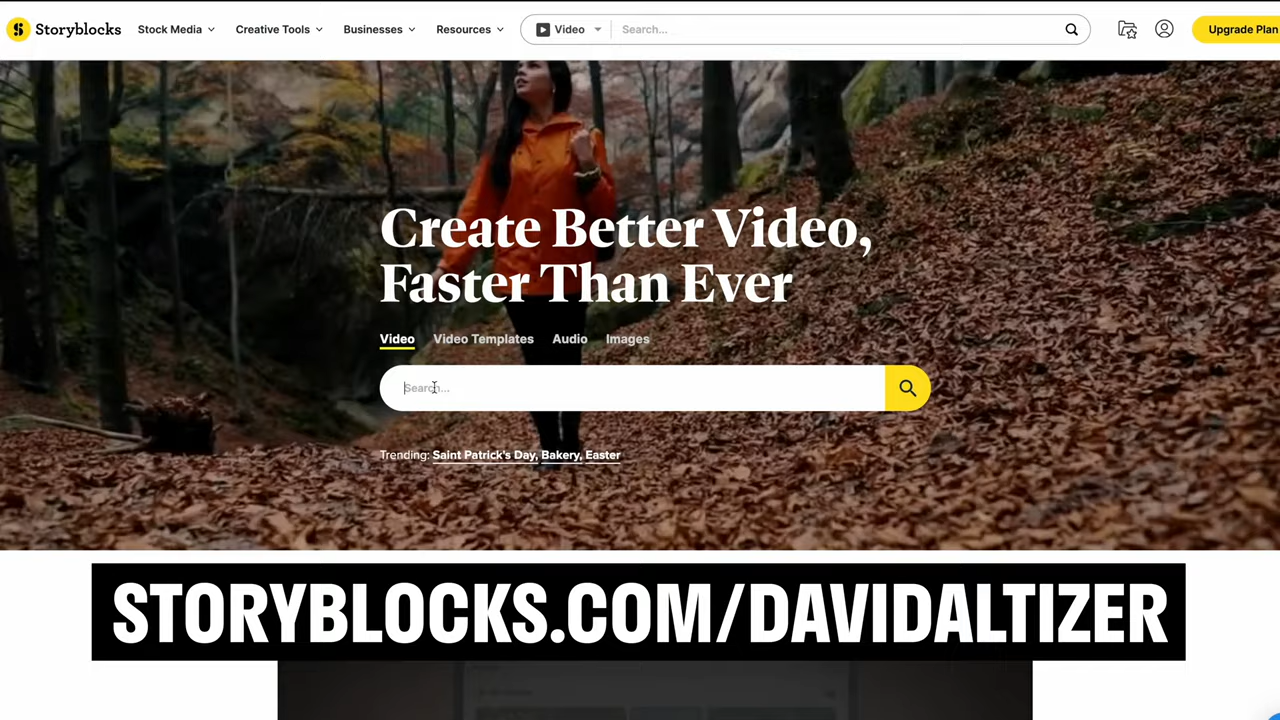 Storyblocks
Stock Media
Creative Tools
Businesses
Resources
Video
Search...
Upgrade Plan
Create Better Video,
Faster Than Ever
Video
Video Templates
Audio
Images
Search...
Trending: Saint Patrick's Day, Bakery, Easter
STORYBLOCKS.COM/DAVIDALTIZER